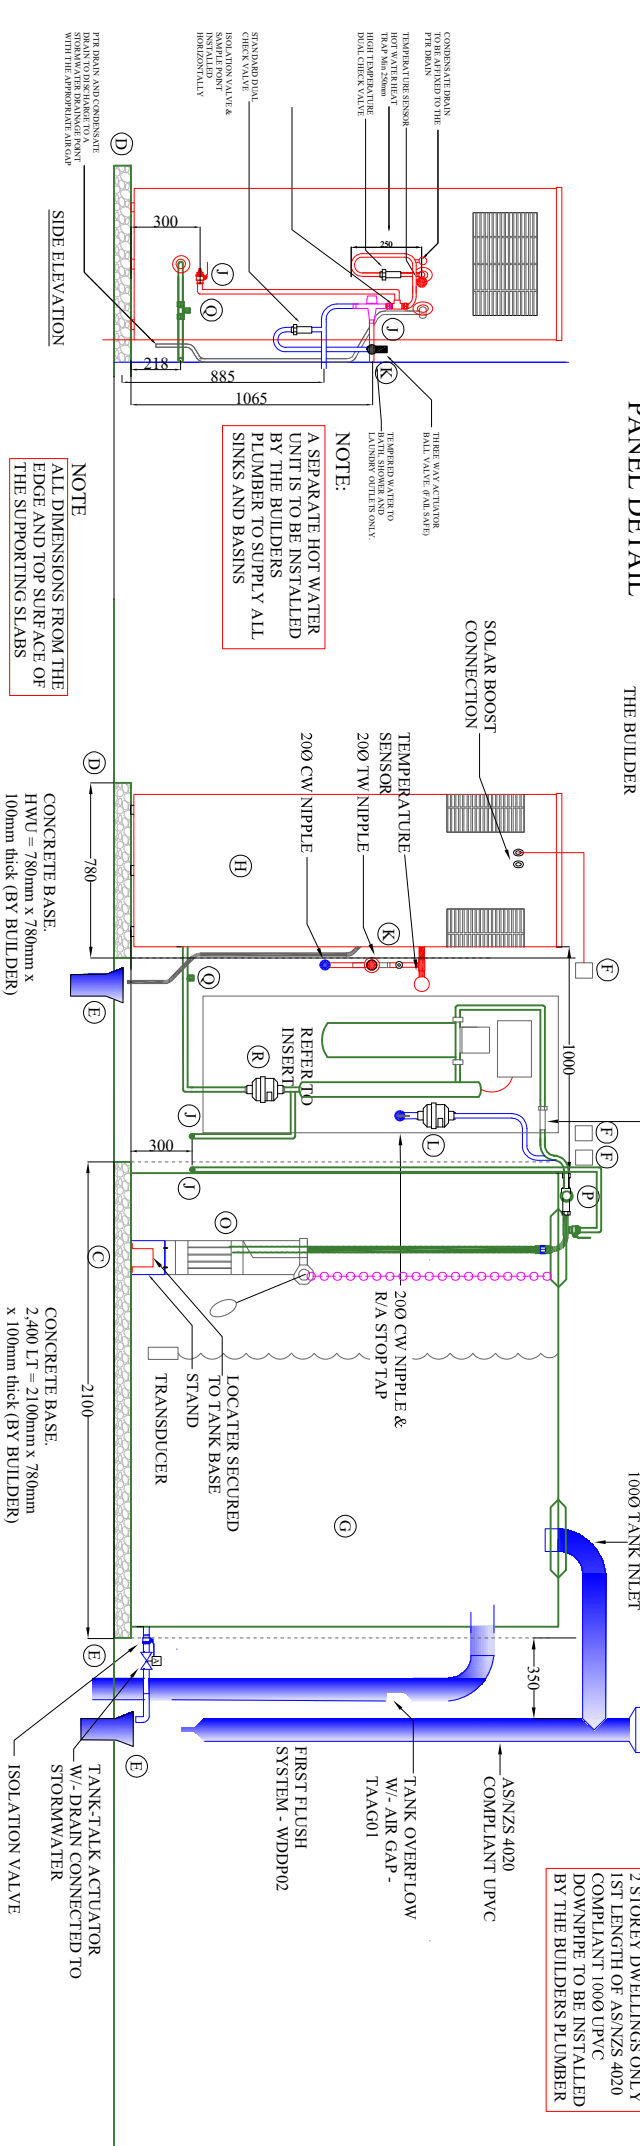 PANEL DETAIL
THE BUILDER
CONDENSATE DRAIN
TO BE AFFIXED TO THE
PTR DRAIN
TEMPERATURE SENSOR
HOT WATER HEAT
TRAP Min 250mm
HIGH TEMPERATURE
DUAL CHECK VALVE
STANDARD DUAL
CHECK VALVE
ISOLATION VALVE &
SAMPLE POINT
INSTALLED
HORIZONTALLY
PTR DRAIN AND CONDENSATE
DRAIN TO DISCHARGE TO A
STORMWATER DRAINAGE POINT
WITH THE APPROPRIATE AIR GAP
D
SIDE ELEVATION
300
250
J
Q
J
K
218
885
1065
THREE WAY ACTUATOR
BALL VALVE. (FAIL SAFE)
TEMPERED WATER TO
BATH, SHOWER AND
LAUNDRY OUTLETS ONLY.
NOTE:
A SEPARATE HOT WATER
UNIT IS TO BE INSTALLED
BY THE BUILDERS
PLUMBER TO SUPPLY ALL
SINKS AND BASINS
NOTE
ALL DIMENSIONS FROM THE
EDGE AND TOP SURFACE OF
THE SUPPORTING SLABS
SOLAR BOOST
CONNECTION
TEMPERATURE
SENSOR
20Ø TW NIPPLE
20Ø CW NIPPLE
D
780
H
K
Q
F
E
CONCRETE BASE.
HWU = 780mm x 780mm x
100mm thick (BY BUILDER)
1000
REFER TO
INSERT
R
L
J
J
300
F
F
P
O
C
20Ø CW NIPPLE &
R/A STOP TAP
LOCATER SECURED
TO TANK BASE
STAND
TRANSDUCER
2100
CONCRETE BASE.
2,400 LT = 2100mm x 780mm
x 100mm thick (BY BUILDER)
G
100Ø TANK INLET
350
E
A
E
AS/NZS 4020
COMPLIANT UPVC
TANK OVERFLOW
W/- AIR GAP -
TAAG01
FIRST FLUSH
SYSTEM - WDDP02
TANK-TALK ACTUATOR
W/- DRAIN CONNECTED TO
STORMWATER
ISOLATION VALVE
2 STOREY DWELLINGS ONLY
1ST LENGTH OF AS/NZS 4020
COMPLIANT 100Ø UPVC
DOWNPIPE TO BE INSTALLED
BY THE BUILDERS PLUMBER